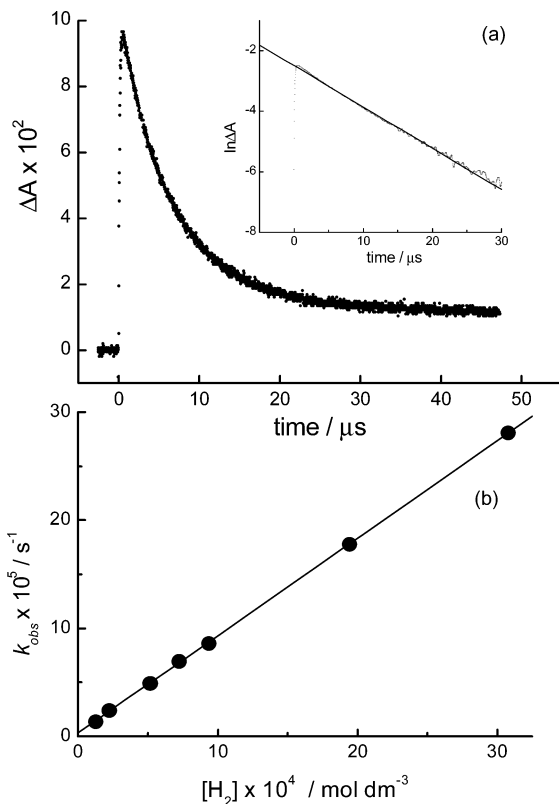 10
8
6
4
2
0
ΔA x 10²
0 10 20 30 40 50
time / μs
(a)
-2
-4
-6
-8
lnΔA
0 10 20 30
time / μs
30
20
10
0
k_obs x 10⁵ / s⁻¹
(b)
0 10 20 30
[H₂] x 10⁴ / mol dm⁻³